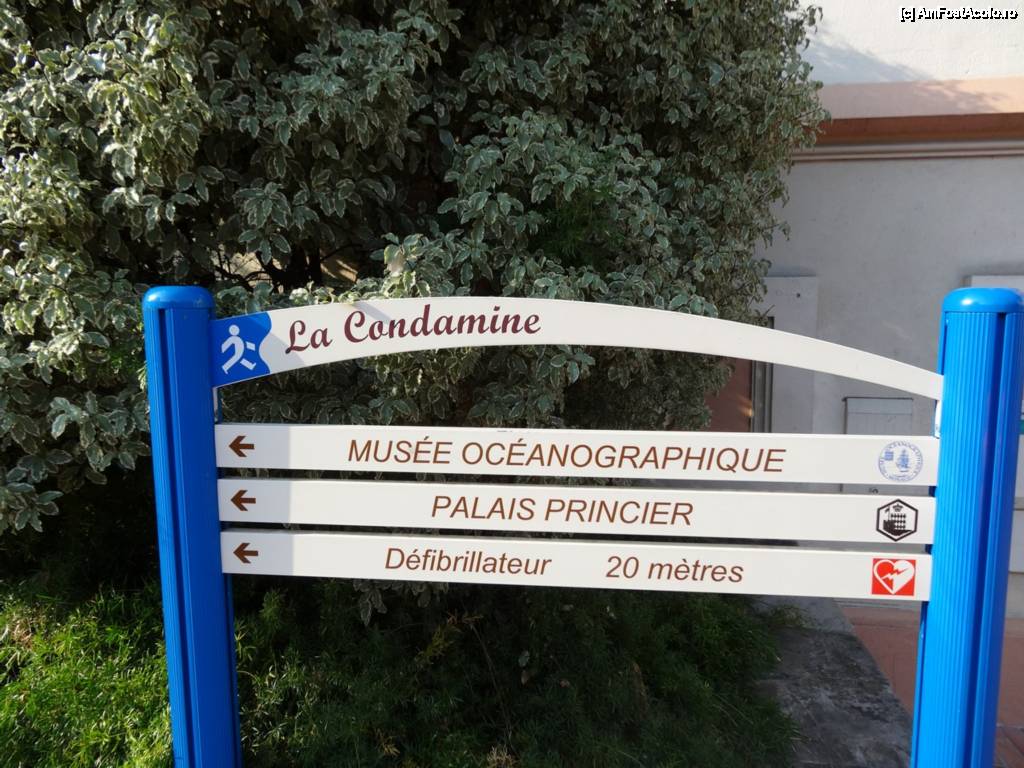 [c] AmFostAcolo.ro
La Condamine
MUSÉE OCÉANOGRAPHIQUE
PALAIS PRINCIER
Défibrillateur 20 mètres